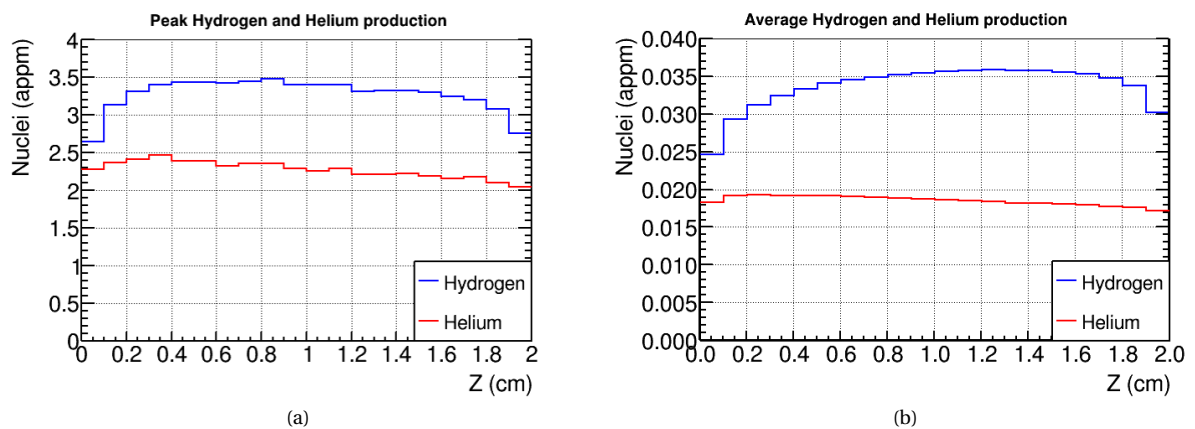 Peak Hydrogen and Helium production
Nuclei (appm)
4
3.5
3
2.5
2
1.5
1
0.5
0
0 0.2 0.4 0.6 0.8 1 1.2 1.4 1.6 1.8 2
Z (cm)
Hydrogen
Helium
(a)
Average Hydrogen and Helium production
Nuclei (appm)
0.040
0.035
0.030
0.025
0.020
0.015
0.010
0.005
0.000
0.0 0.2 0.4 0.6 0.8 1.0 1.2 1.4 1.6 1.8 2.0
Z (cm)
Hydrogen
Helium
(b)